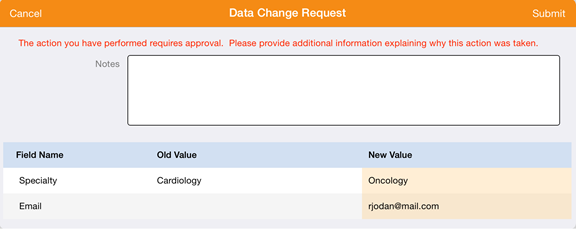 Cancel Data Change Request Submit
The action you have performed requires approval.  Please provide additional information explaining why this action was taken.
Notes
Field Name Old Value New Value
Specialty Cardiology Oncology
Email rjodan@mail.com